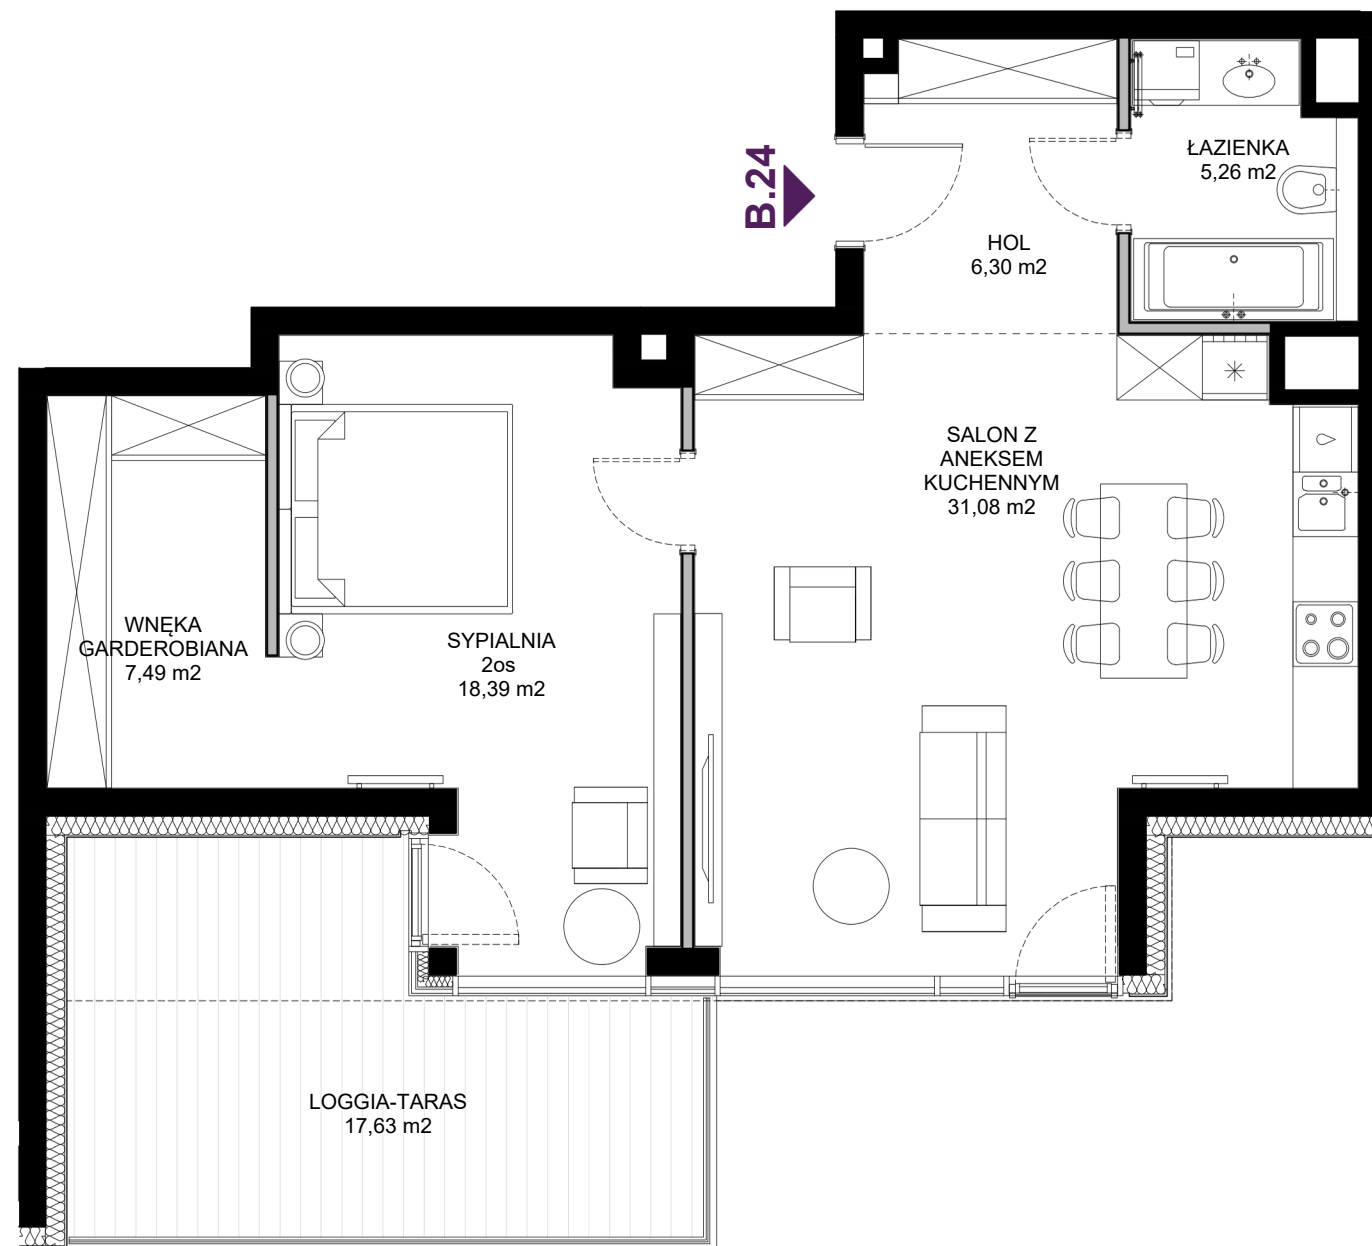 B.24
ŁAZIENKA
5,26 m2
HOL
6,30 m2
SALON Z
ANEKSEM
KUCHENNYM
31,08 m2
WNĘKA
GARDEROBIANA
7,49 m2
SYPIALNIA
2os
18,39 m2
LOGGIA-TARAS
17,63 m2